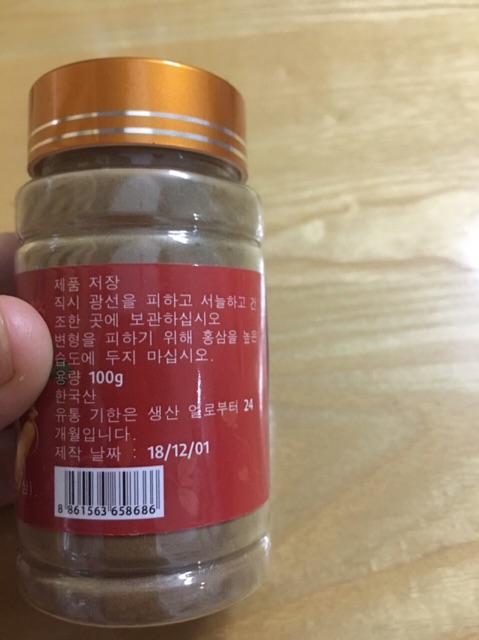 제품 저장
직시 광선을 피하고 서늘하고 건
조한 곳에 보관하십시오
변형을 피하기 위해 홍삼을 높은
습도에 두지 마십시오.
용량 100g
한국산
유통 기한은 생산 일로부터 24
개월입니다.
제작 날짜 : 18/12/01
8 861563 658686
삼).